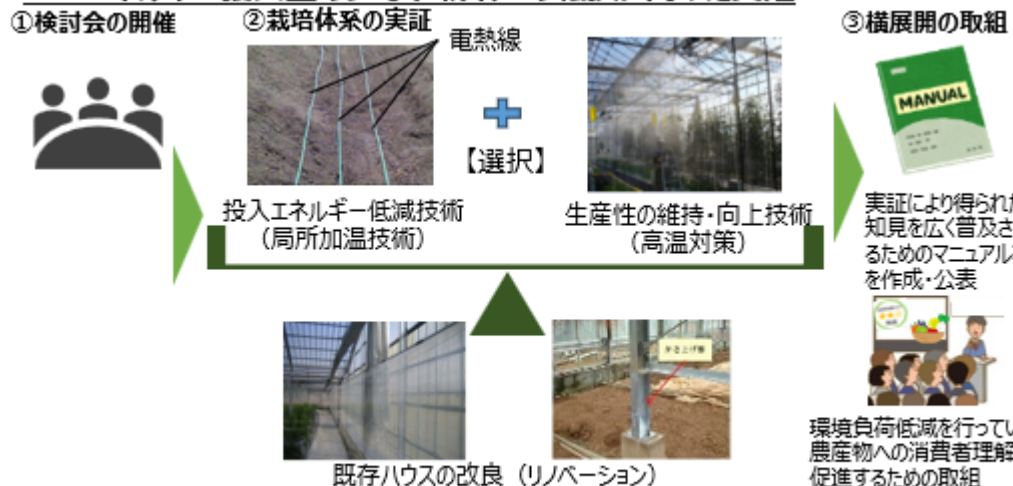 ①検討会の開催
②栽培体系の実証
電熱線
【選択】
投入エネルギー低減技術
（局所加温技術）
生産性の維持・向上技術
（高温対策）
既存ハウスの改良（リノベーション）
③横展開の取組
MANUAL
実証により得られた
知見を広く普及さ
るためのマニュアル
を作成・公表
環境負荷低減を行ってい
農産物への消費者理解
促進するための取組